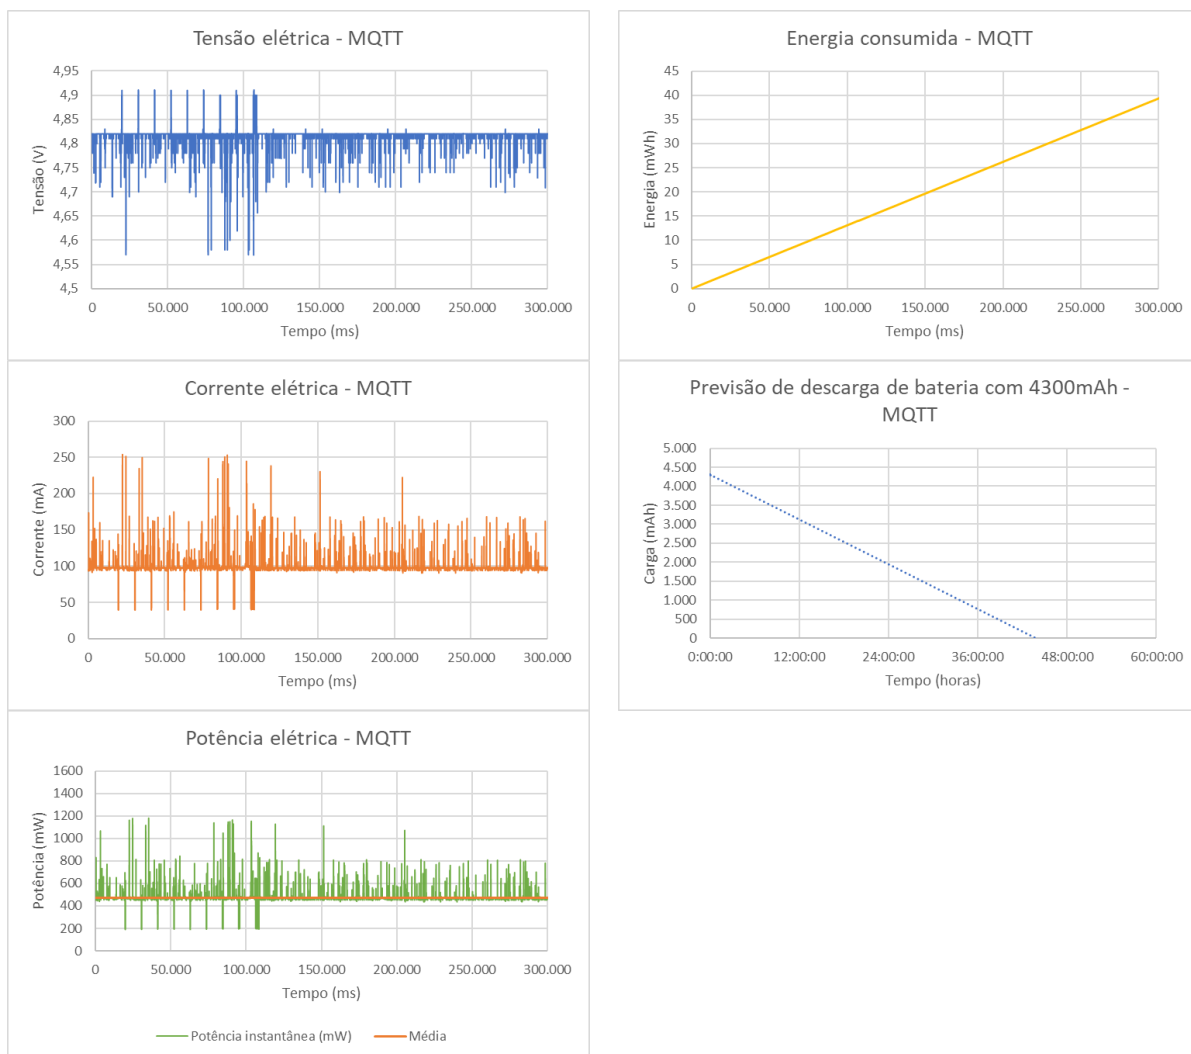 Tensão elétrica - MQTT
4,95
4,9
4,85
4,8
4,75
4,7
4,65
4,6
4,55
4,5
Tensão (V)
0 50.000 100.000 150.000 200.000 250.000 300.000
Tempo (ms)
Energia consumida - MQTT
45
40
35
30
25
20
15
10
5
0
Energia (mWh)
0 50.000 100.000 150.000 200.000 250.000 300.000
Tempo (ms)
Corrente elétrica - MQTT
300
250
200
150
100
50
0
Corrente (mA)
0 50.000 100.000 150.000 200.000 250.000 300.000
Tempo (ms)
Previsão de descarga de bateria com 4300mAh -
MQTT
5.000
4.500
4.000
3.500
3.000
2.500
2.000
1.500
1.000
500
0
Carga (mAh)
0:00:00 12:00:00 24:00:00 36:00:00 48:00:00 60:00:00
Tempo (horas)
Potência elétrica - MQTT
1600
1400
1200
1000
800
600
400
200
0
Potência (mW)
0 50.000 100.000 150.000 200.000 250.000 300.000
Tempo (ms)
Potência instantânea (mW) Média